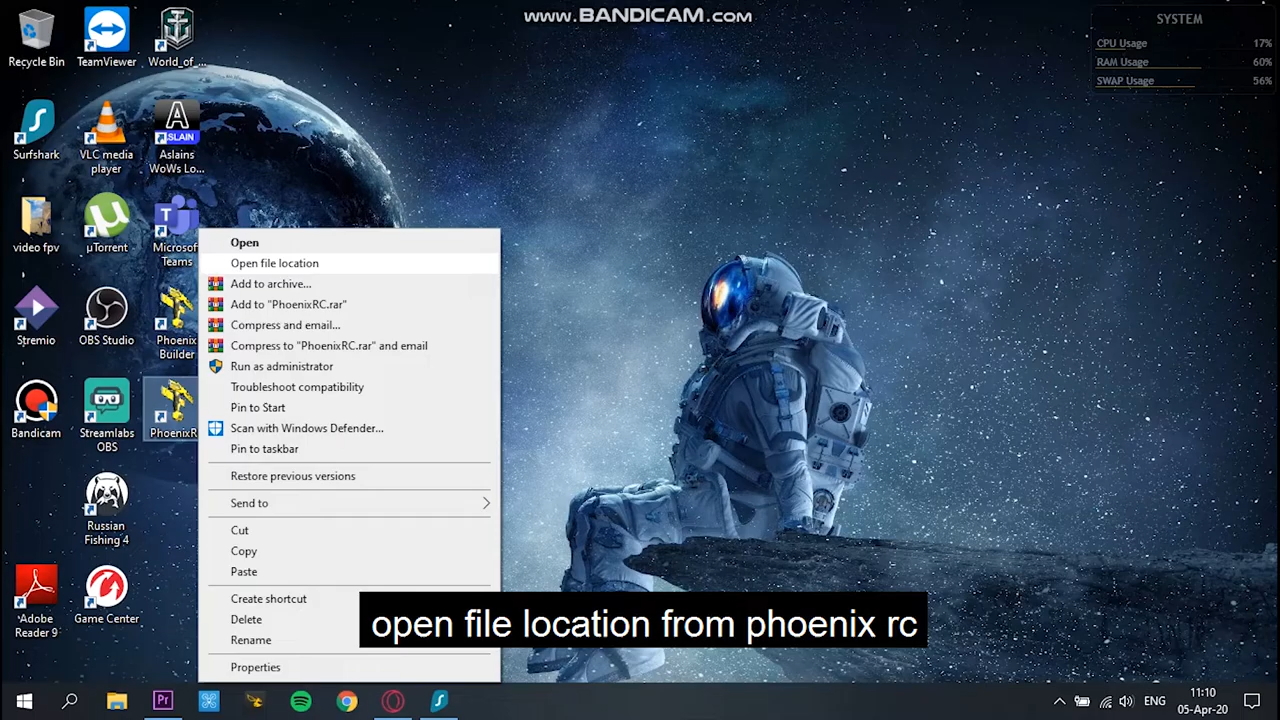 www.BANDICAM.com
SYSTEM
CPU Usage 17%
RAM Usage 60%
SWAP Usage 56%
Recycle Bin
TeamViewer
World_of_...
Surfshark
VLC media
player
A
SLAIN
Aslains
WoWs Lo...
video fpv
µTorrent
Microsoft
Teams
Stremio
OBS Studio
Phoenix
Builder
Bandicam
Streamlabs
OBS
PhoenixR
Russian
Fishing 4
Adobe
Reader 9
Game Center
Open
Open file location
Add to archive...
Add to "PhoenixRC.rar"
Compress and email...
Compress to "PhoenixRC.rar" and email
Run as administrator
Troubleshoot compatibility
Pin to Start
Scan with Windows Defender...
Pin to taskbar
Restore previous versions
Send to
Cut
Copy
Paste
Create shortcut
Delete
Rename
Properties
open file location from phoenix rc
Pr
ENG
11:10
05-Apr-20